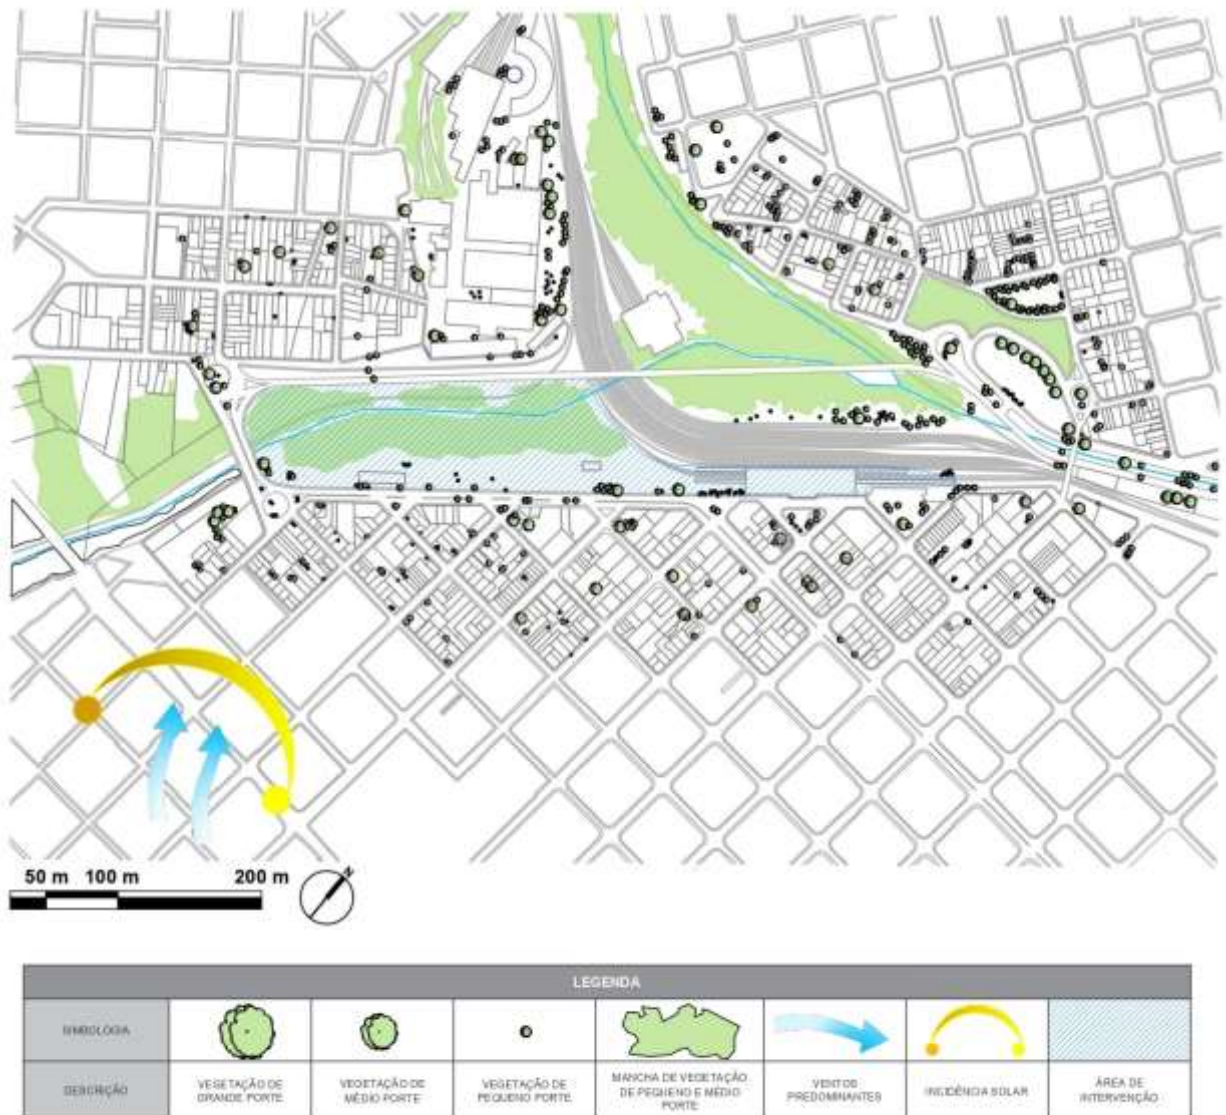 50 m 100 m 200 m
N
LEGENDA
SIMBOLOGIA
DESCRIÇÃO
VEGETAÇÃO DE
GRANDE PORTE
VEGETAÇÃO DE
MÉDIO PORTE
VEGETAÇÃO DE
PEQUENO PORTE
MANCHA DE VEGETAÇÃO
DE PEQUENO E MÉDIO
PORTE
VENTOS
PREDOMINANTES
INCIDÊNCIA SOLAR
ÁREA DE
INTERVENÇÃO